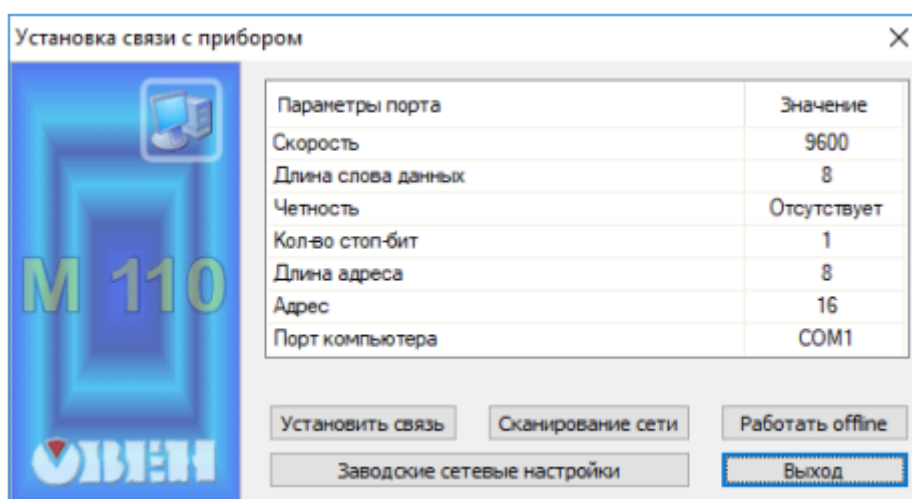 Установка связи с прибором
Параметры порта Значение
Скорость 9600
Длина слова данных 8
Четность Отсутствует
Кол-во стоп-бит 1
Длина адреса 8
Адрес 16
Порт компьютера COM1
М 110
ОВЕН
Установить связь Сканирование сети Работать offline
Заводские сетевые настройки Выход